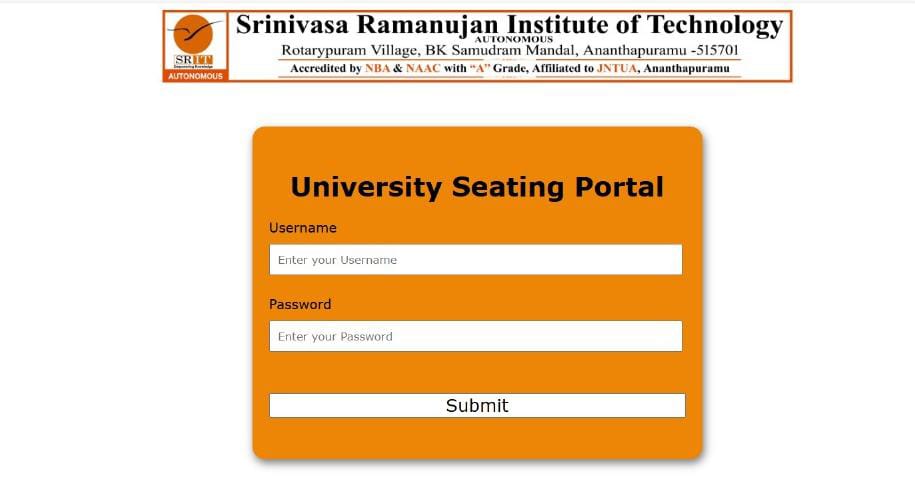 Srinivasa Ramanujan Institute of Technology
AUTONOMOUS
Rotarypuram Village, BK Samudram Mandal, Ananthapuramu -515701
Accredited by NBA & NAAC with “A” Grade, Affiliated to JNTUA, Ananthapuramu
SRIT
Empowering Knowledge
AUTONOMOUS
University Seating Portal
Username
Enter your Username
Password
Enter your Password
Submit